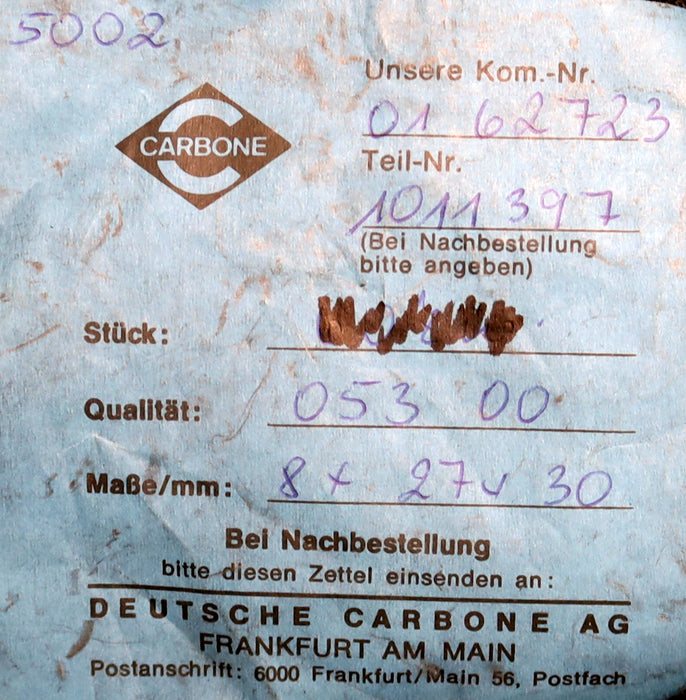 5002
Unsere Kom.-Nr.
01 62723
CARBONE
Teil-Nr.
1011397
(Bei Nachbestellung
bitte angeben)
Stück:
Qualität: 053 00
Maße/mm: 8 x 27 x 30
Bei Nachbestellung
bitte diesen Zettel einsenden an:
DEUTSCHE CARBONE AG
FRANKFURT AM MAIN
Postanschrift: 6000 Frankfurt/Main 56, Postfach